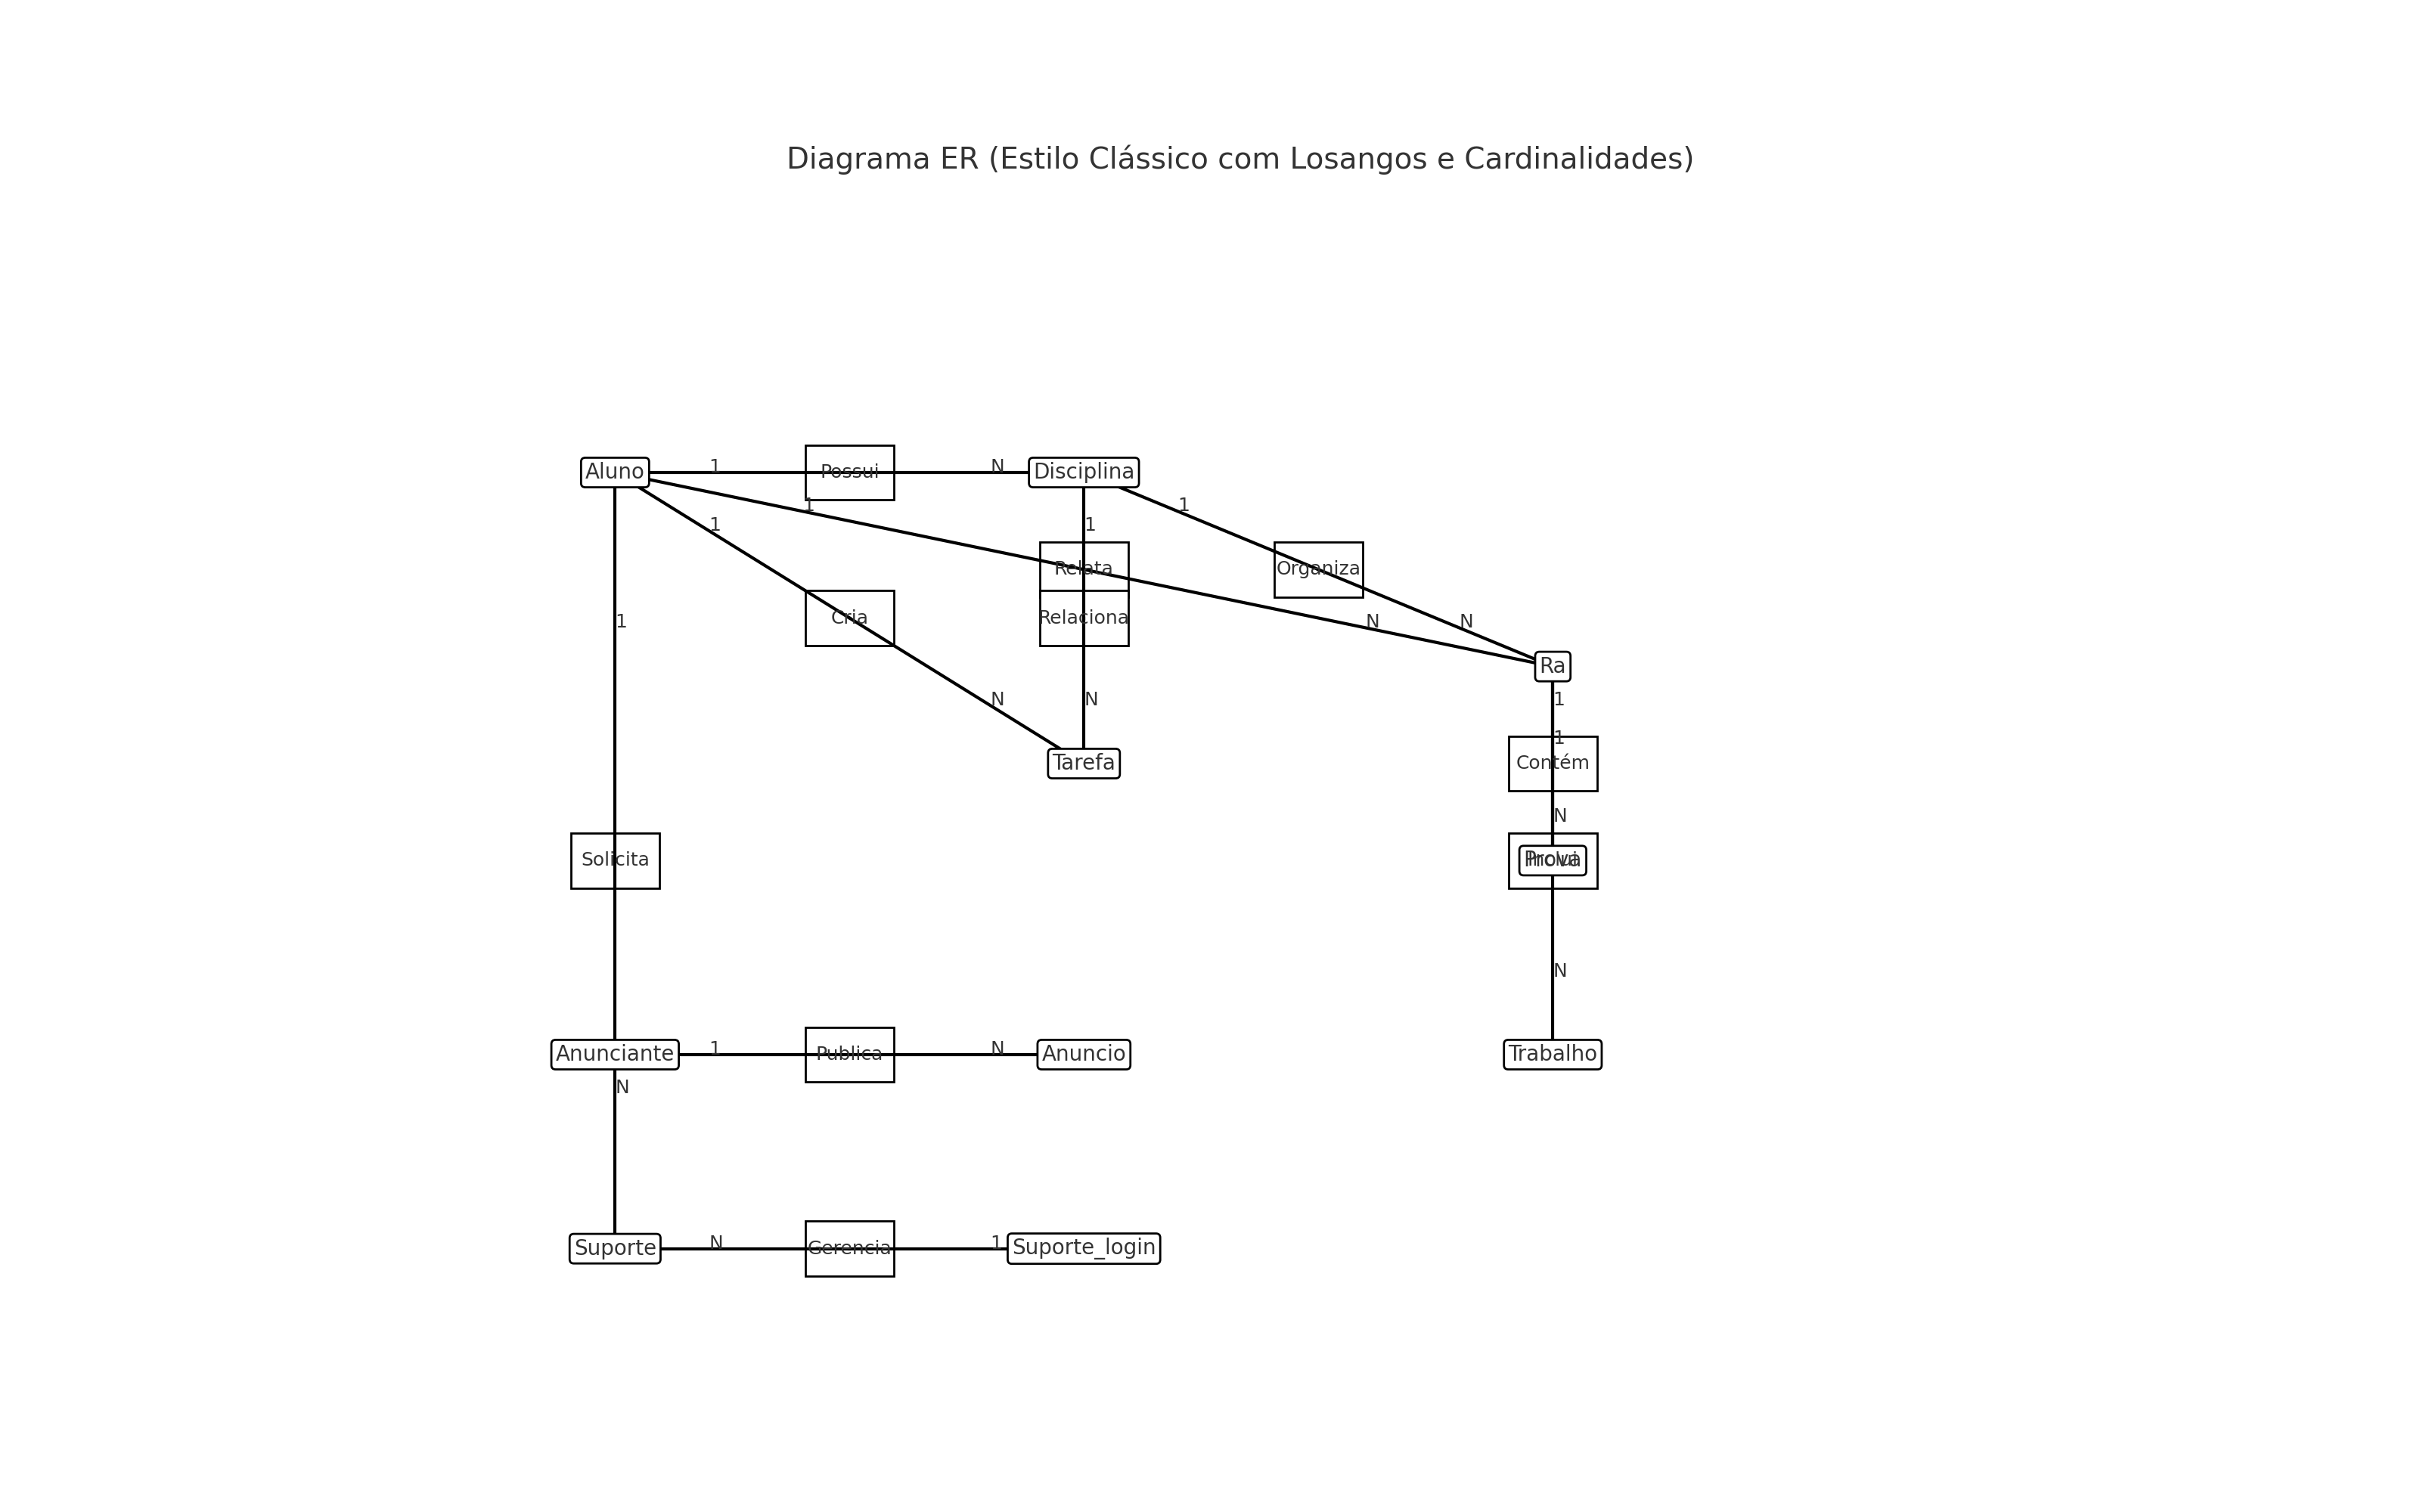 Diagrama ER (Estilo Clássico com Losangos e Cardinalidades)
Aluno
1
Possui
N
Disciplina
1
1
1
1
Relata
Organiza
Cria
Relaciona
1
N
N
Ra
N
N
1
1
Tarefa
Contém
N
Solicita
Prova
N
Anunciante
1
Publica
N
Anuncio
Trabalho
N
Suporte
N
Gerencia
1
Suporte_login